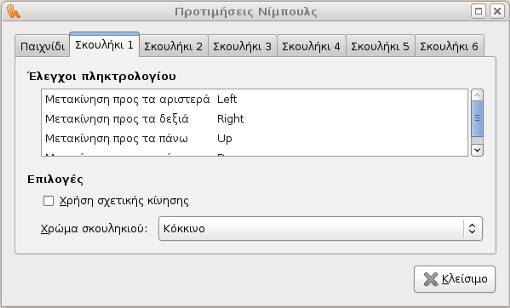 Προτιμήσεις Νίμπουλς
Παιχνίδι Σκουλήκι 1 Σκουλήκι 2 Σκουλήκι 3 Σκουλήκι 4 Σκουλήκι 5 Σκουλήκι 6
Έλεγχοι πληκτρολογίου
Μετακίνηση προς τα αριστερά Left
Μετακίνηση προς τα δεξιά Right
Μετακίνηση προς τα πάνω Up
Επιλογές
Χρήση σχετικής κίνησης
Χρώμα σκουληκιού: Κόκκινο
Κλείσιμο